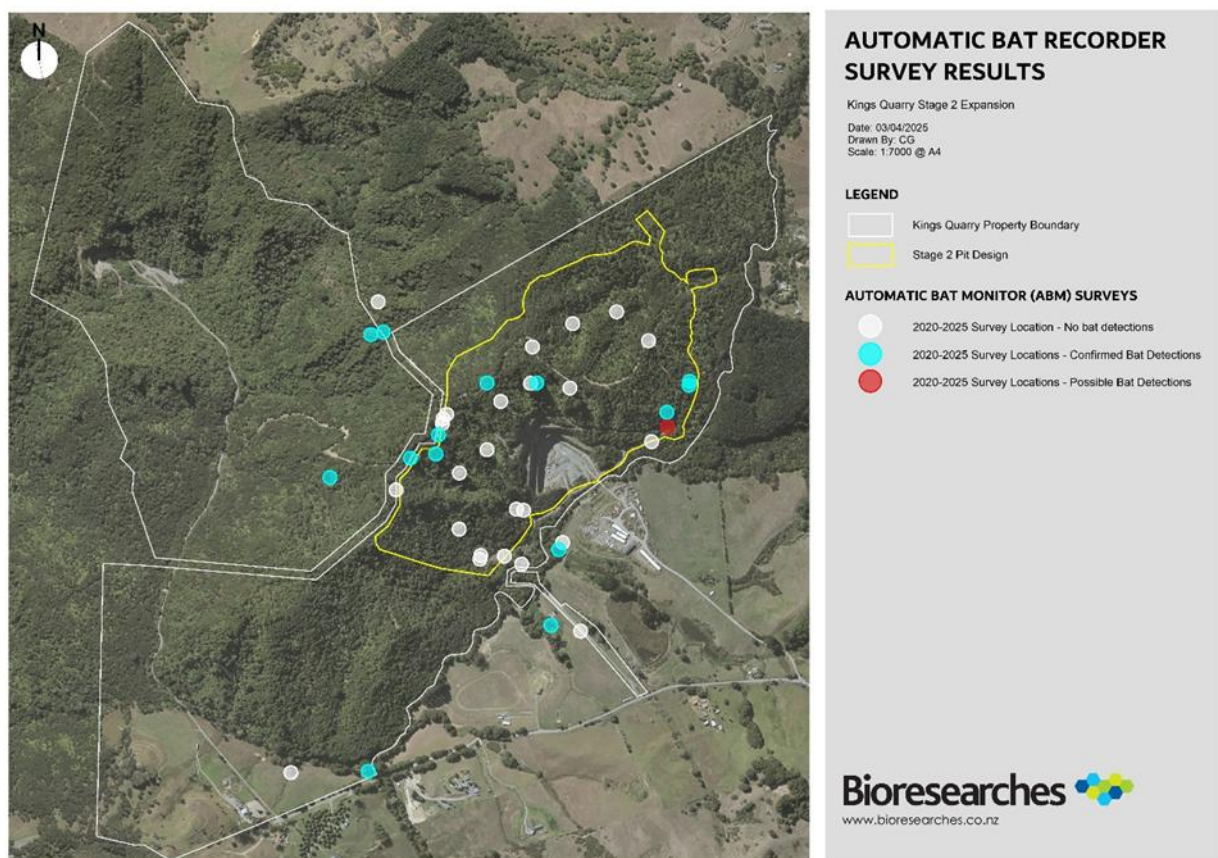 N
AUTOMATIC BAT RECORDER
SURVEY RESULTS
Kings Quarry Stage 2 Expansion
Date: 03/04/2025
Drawn By: CG
Scale: 1:7000 @ A4
LEGEND
Kings Quarry Property Boundary
Stage 2 Pit Design
AUTOMATIC BAT MONITOR (ABM) SURVEYS
2020-2025 Survey Location - No bat detections
2020-2025 Survey Locations - Confirmed Bat Detections
2020-2025 Survey Locations - Possible Bat Detections
Bioresearches
www.bioresearches.co.nz